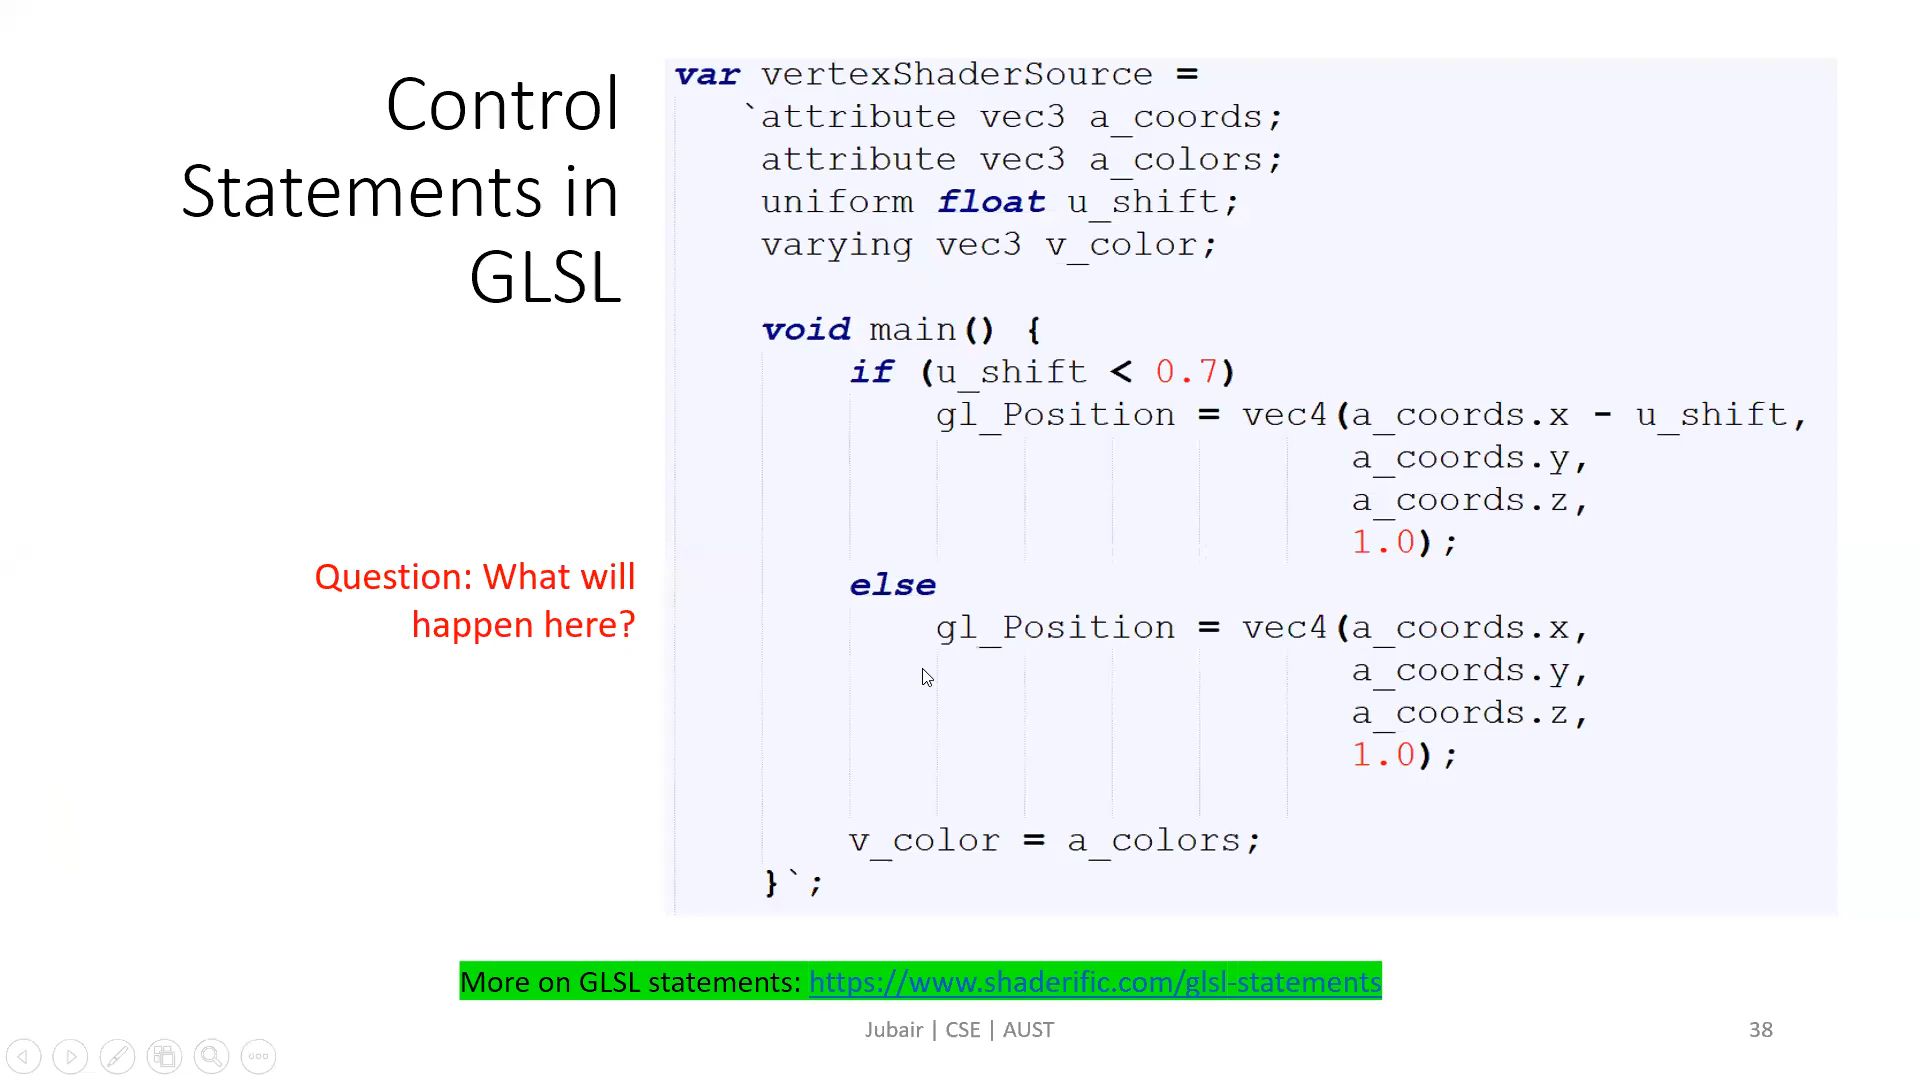 Control
Statements in
GLSL
Question: What will
happen here?
var vertexShaderSource =
`attribute vec3 a_coords;
attribute vec3 a_colors;
uniform float u_shift;
varying vec3 v_color;
void main() {
if (u_shift < 0.7)
gl_Position = vec4(a_coords.x - u_shift,
a_coords.y,
a_coords.z,
1.0);
else
gl_Position = vec4(a_coords.x,
a_coords.y,
a_coords.z,
1.0);
v_color = a_colors;
}`;
More on GLSL statements: https://www.shaderific.com/glsl-statements
Jubair | CSE | AUST
38